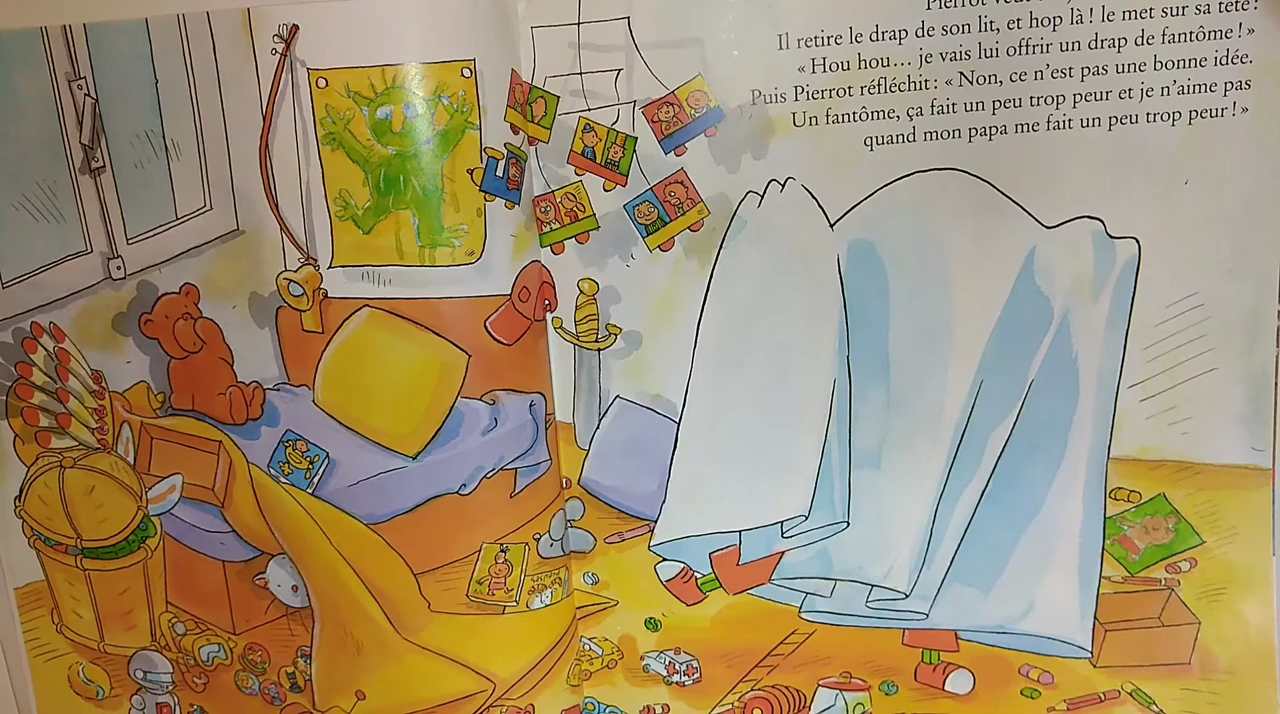 Pierrot
Il retire le drap de son lit, et hop là ! le met sur sa tête !
« Hou hou... je vais lui offrir un drap de fantôme ! »
Puis Pierrot réfléchit : « Non, ce n'est pas une bonne idée.
Un fantôme, ça fait un peu trop peur et je n'aime pas
quand mon papa me fait un peu trop peur ! »